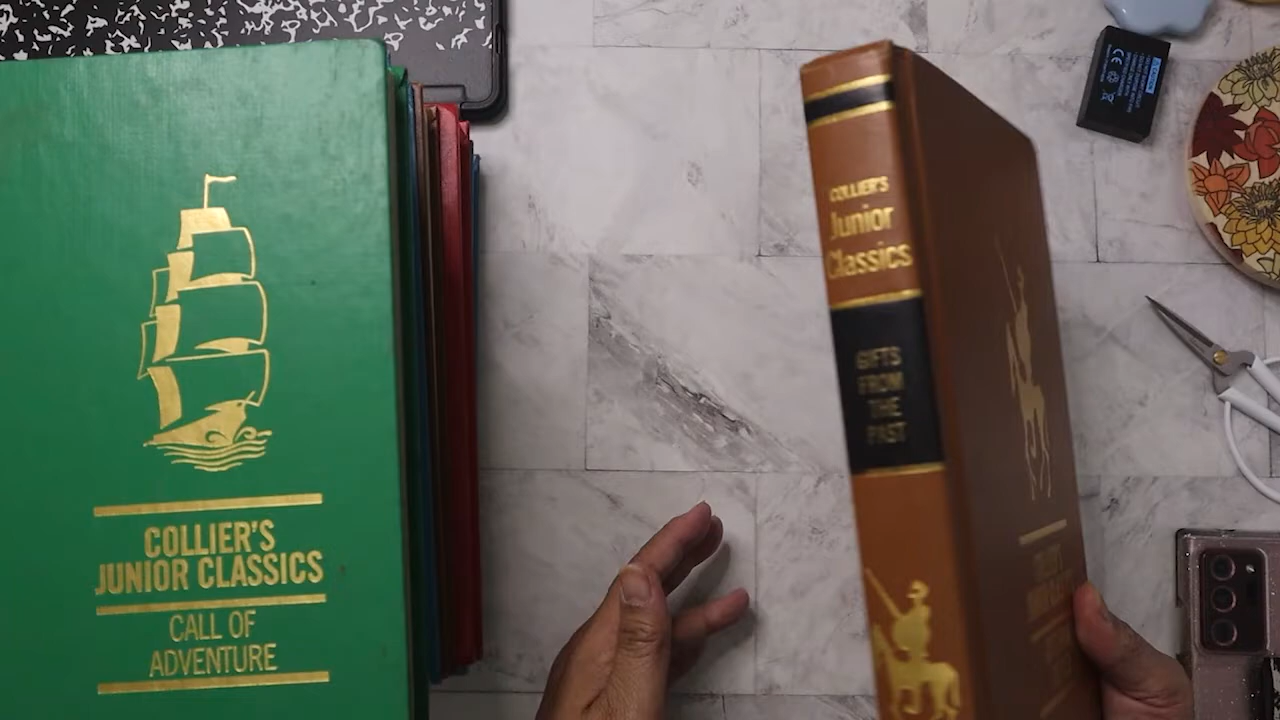 COLLIER'S
JUNIOR CLASSICS
CALL OF
ADVENTURE
COLLIER'S
Junior
Classics
GIFTS
FROM
THE
PAST